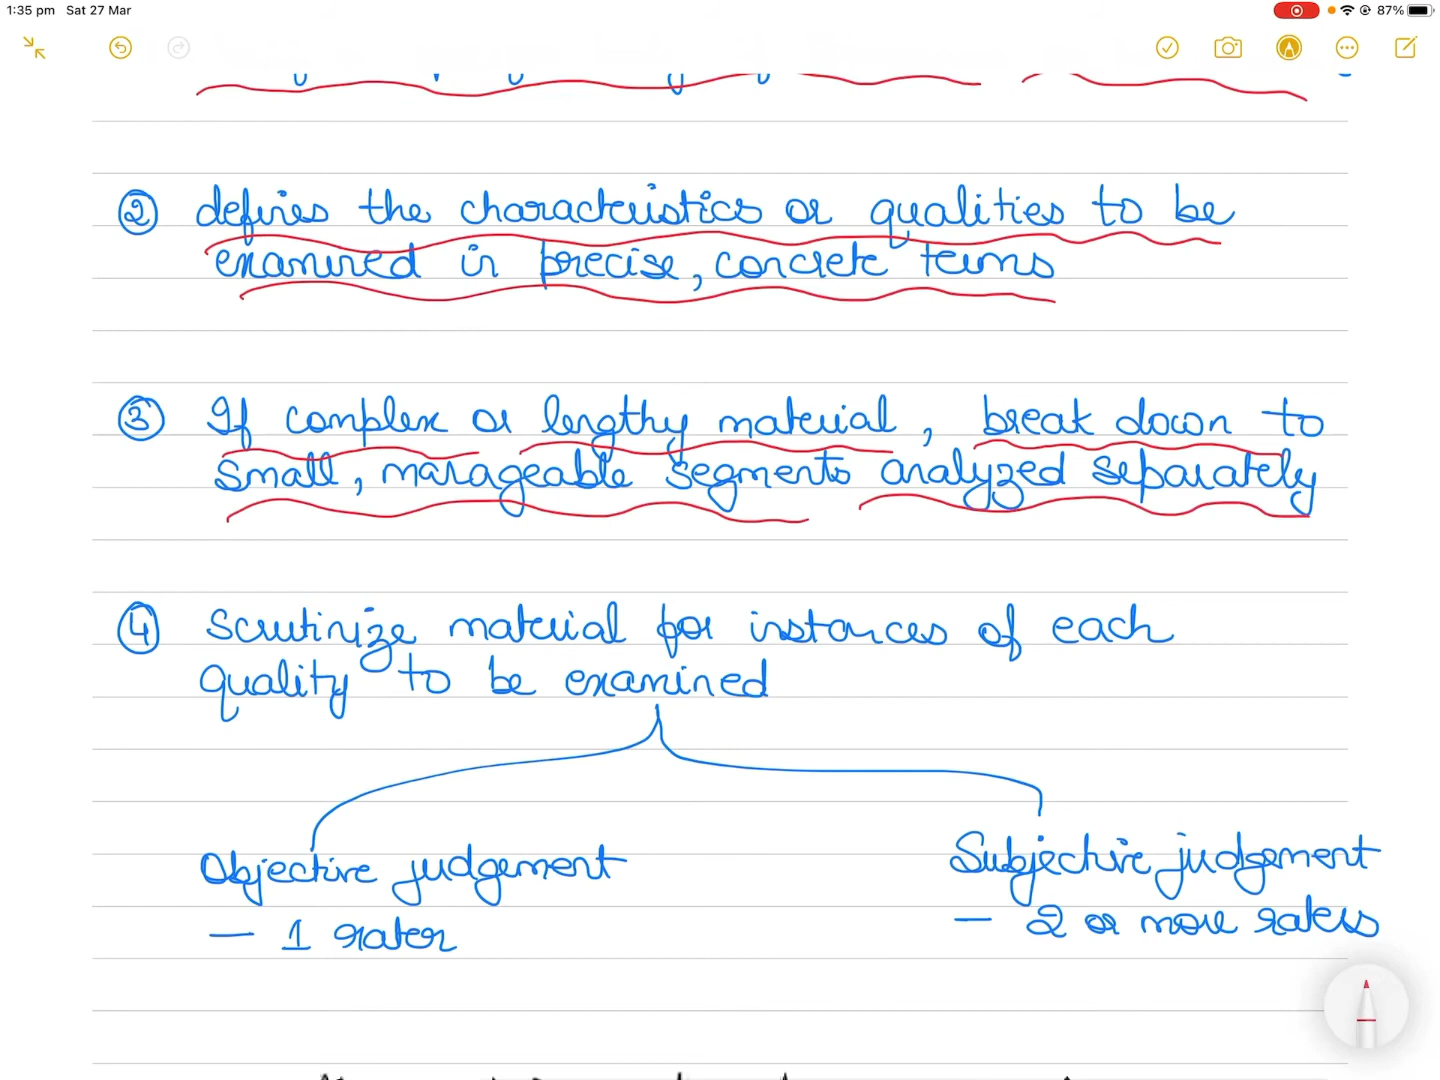 1:35 pm Sat 27 Mar 87%
② defines the characteristics or qualities to be
examined in precise, concrete terms
③ If complex or lengthy material, break down to
small, manageable segments analyzed separately
④ Scrutinize material for instances of each
quality to be examined
Objective judgement Subjective judgement
— 1 rater — 2 or more raters